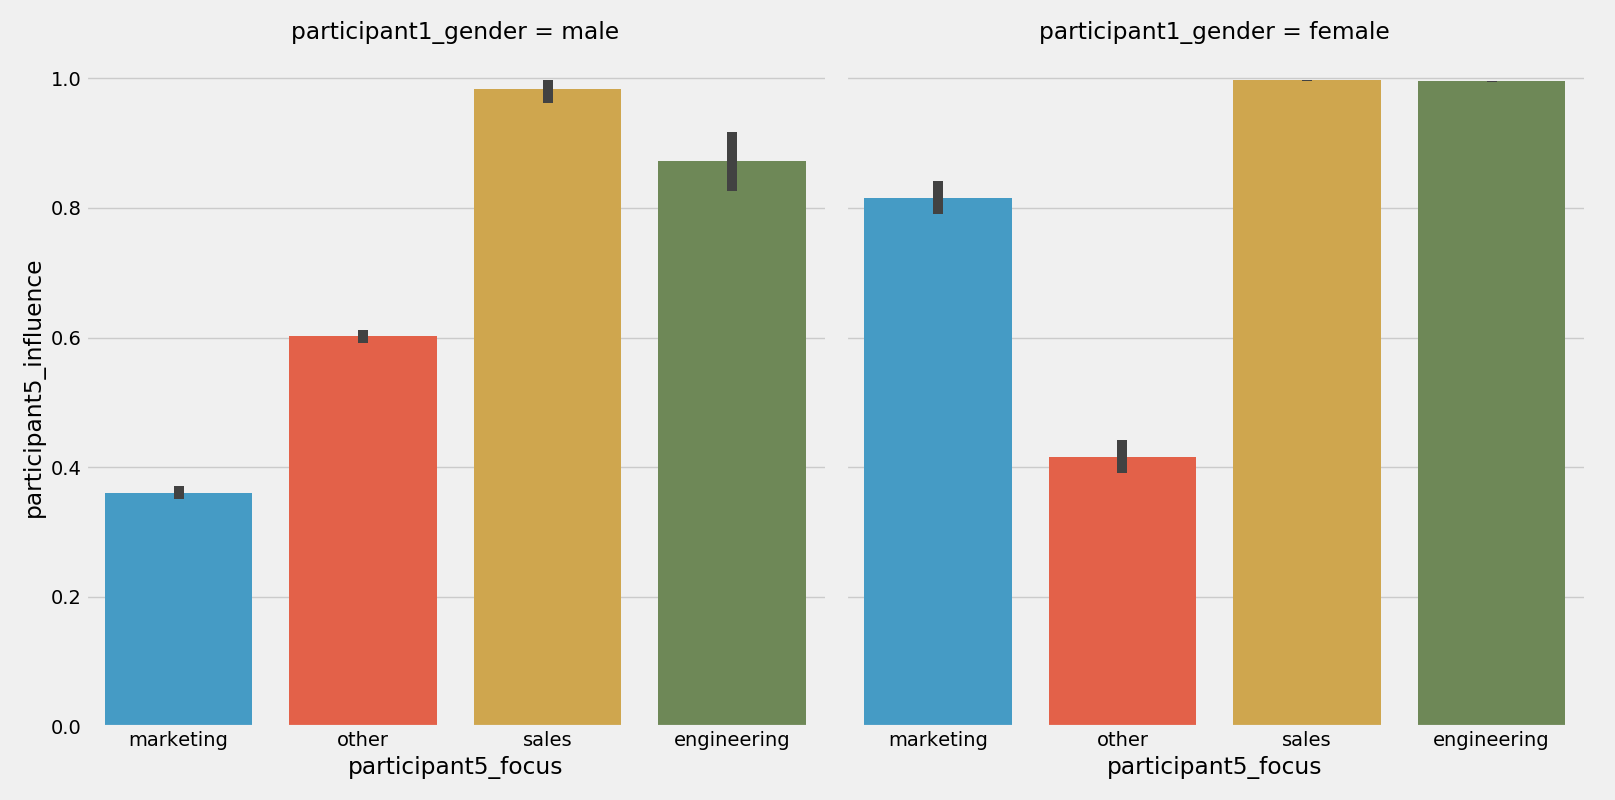 participant1_gender = male
participant1_gender = female
participant5_influence
1.0
0.8
0.6
0.4
0.2
0.0
marketing other sales engineering
marketing other sales engineering
participant5_focus
participant5_focus